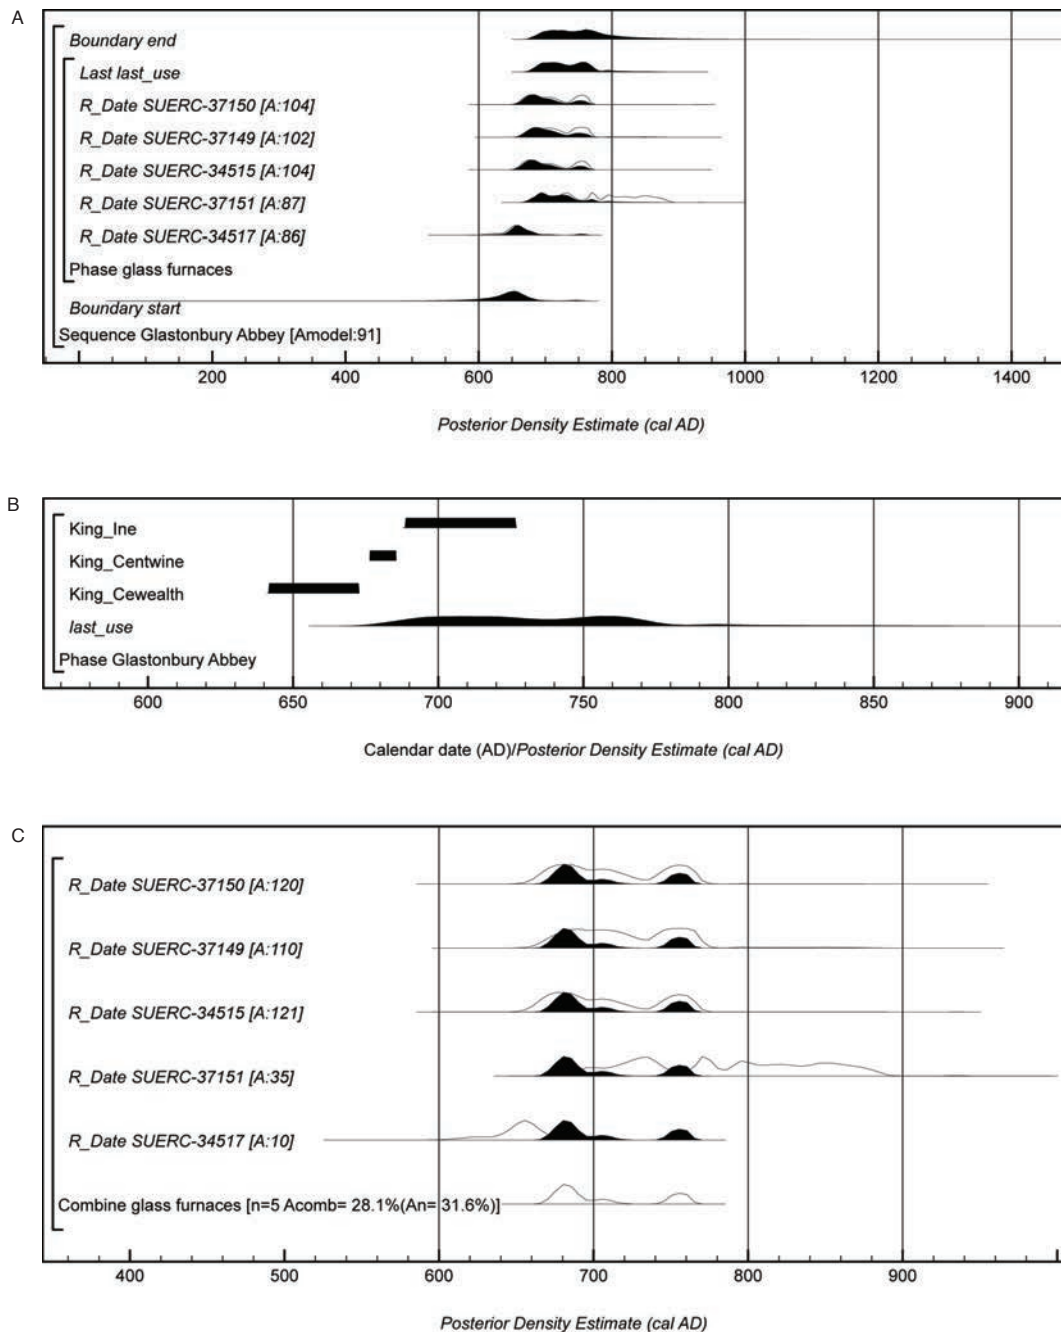 A
Boundary end
Last last_use
R_Date SUERC-37150 [A:104]
R_Date SUERC-37149 [A:102]
R_Date SUERC-34515 [A:104]
R_Date SUERC-37151 [A:87]
R_Date SUERC-34517 [A:86]
Phase glass furnaces
Boundary start
Sequence Glastonbury Abbey [Amodel:91]
200 400 600 800 1000 1200 1400
Posterior Density Estimate (cal AD)
B
King_Ine
King_Centwine
King_Cewealth
last_use
Phase Glastonbury Abbey
600 650 700 750 800 850 900
Calendar date (AD)/Posterior Density Estimate (cal AD)
C
R_Date SUERC-37150 [A:120]
R_Date SUERC-37149 [A:110]
R_Date SUERC-34515 [A:121]
R_Date SUERC-37151 [A:35]
R_Date SUERC-34517 [A:10]
Combine glass furnaces [n=5 Acomb= 28.1%(An= 31.6%)]
400 500 600 700 800 900
Posterior Density Estimate (cal AD)